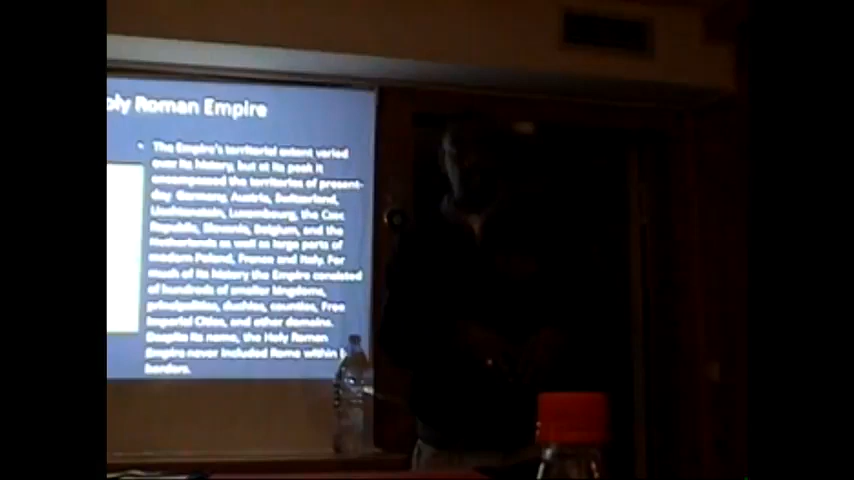 oly Roman Empire
• The Empire's territorial extent varied
over its history, but at its peak it
encompassed the territories of present-
day Germany, Austria, Switzerland,
Liechtenstein, Luxembourg, the Czec
Republic, Slovenia, Belgium, and the
Netherlands as well as large parts of
modern Poland, France and Italy. For
much of its history the Empire consisted
of hundreds of smaller kingdoms,
principalities, duchies, counties, Free
Imperial Cities, and other domains.
Despite its name, the Holy Roman
Empire never included Rome within i
borders.